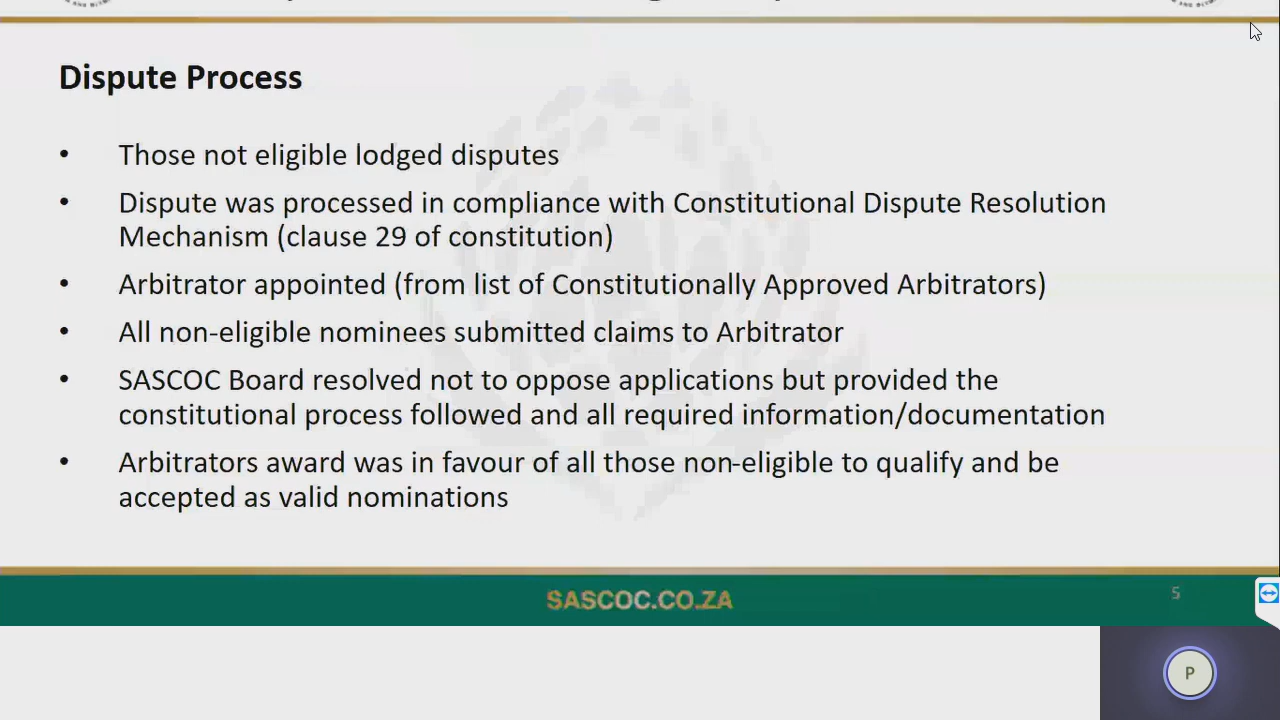 Dispute Process
• Those not eligible lodged disputes
• Dispute was processed in compliance with Constitutional Dispute Resolution
Mechanism (clause 29 of constitution)
• Arbitrator appointed (from list of Constitutionally Approved Arbitrators)
• All non-eligible nominees submitted claims to Arbitrator
• SASCOC Board resolved not to oppose applications but provided the
constitutional process followed and all required information/documentation
• Arbitrators award was in favour of all those non-eligible to qualify and be
accepted as valid nominations
SASCOC.CO.ZA
5
P